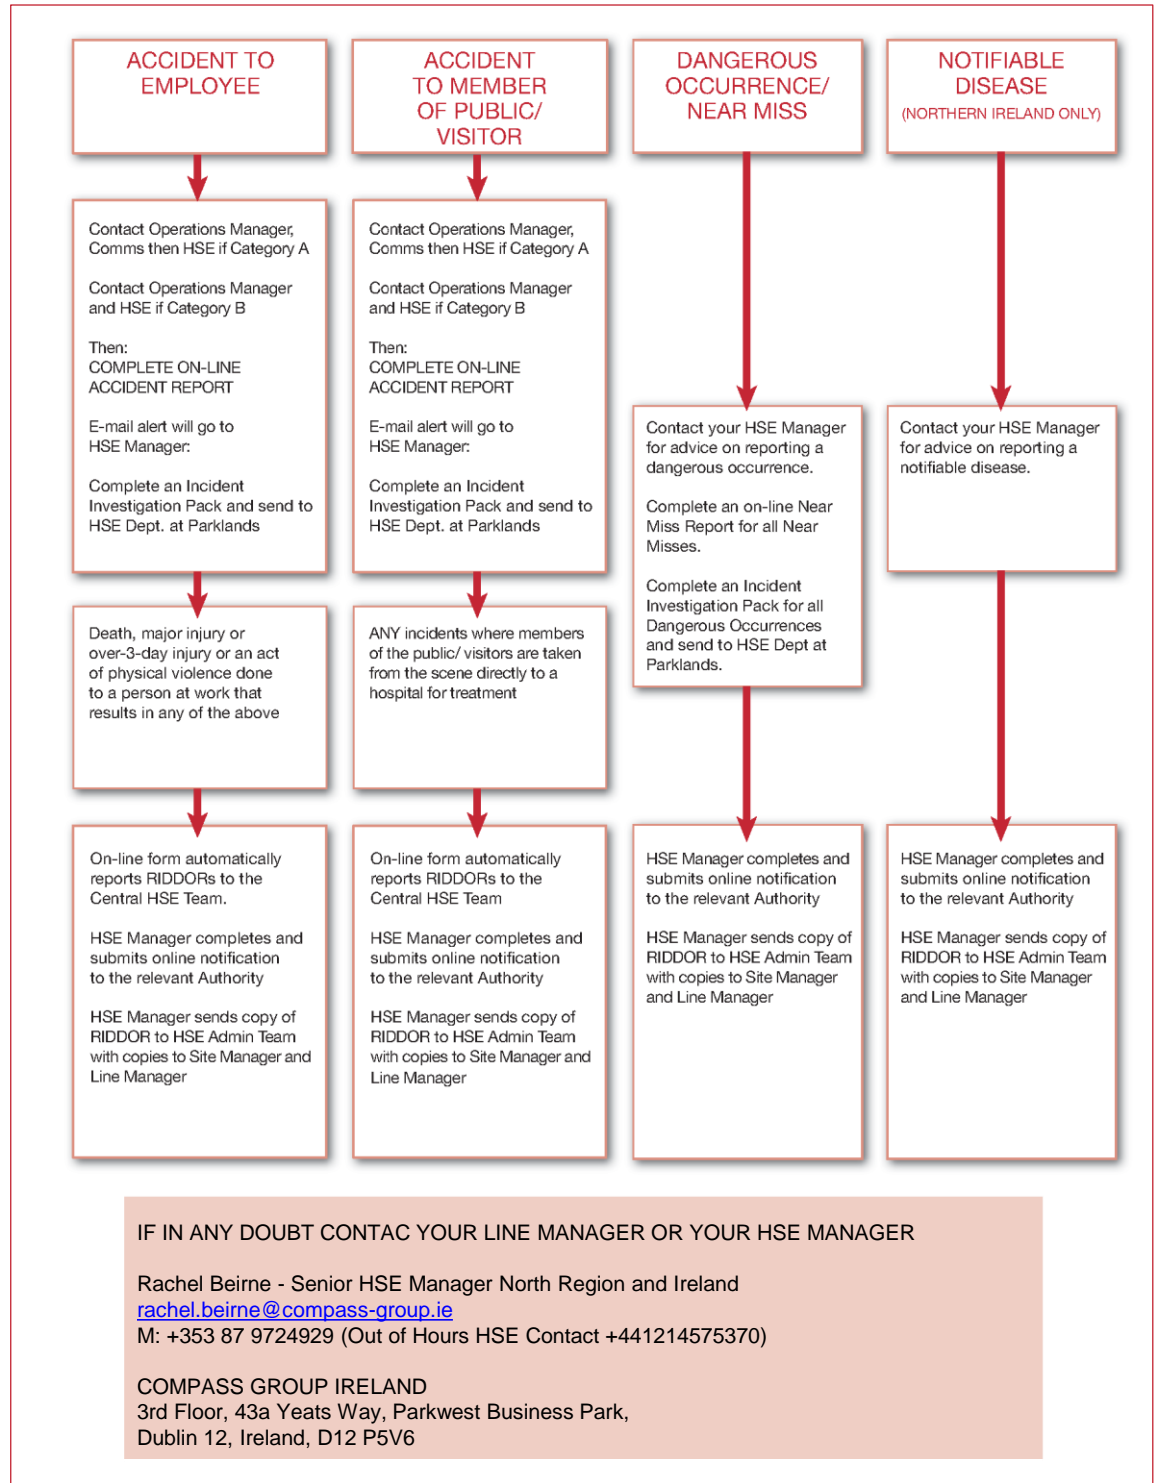 ACCIDENT TO
EMPLOYEE
Contact Operations Manager,
Comms then HSE if Category A
Contact Operations Manager
and HSE if Category B
Then:
COMPLETE ON-LINE
ACCIDENT REPORT
E-mail alert will go to
HSE Manager:
Complete an Incident
Investigation Pack and send to
HSE Dept. at Parklands
Death, major injury or
over-3-day injury or an act
of physical violence done
to a person at work that
results in any of the above
On-line form automatically
reports RIDDORs to the
Central HSE Team.
HSE Manager completes and
submits online notification
to the relevant Authority
HSE Manager sends copy of
RIDDOR to HSE Admin Team
with copies to Site Manager and
Line Manager
ACCIDENT
TO MEMBER
OF PUBLIC/
VISITOR
Contact Operations Manager,
Comms then HSE if Category A
Contact Operations Manager
and HSE if Category B
Then:
COMPLETE ON-LINE
ACCIDENT REPORT
E-mail alert will go to
HSE Manager:
Complete an Incident
Investigation Pack and send to
HSE Dept. at Parklands
ANY incidents where members
of the public/ visitors are taken
from the scene directly to a
hospital for treatment
On-line form automatically
reports RIDDORs to the
Central HSE Team
HSE Manager completes and
submits online notification
to the relevant Authority
HSE Manager sends copy of
RIDDOR to HSE Admin Team
with copies to Site Manager and
Line Manager
DANGEROUS
OCCURRENCE/
NEAR MISS
Contact your HSE Manager
for advice on reporting a
dangerous occurrence.
Complete an on-line Near
Miss Report for all Near
Misses.
Complete an Incident
Investigation Pack for all
Dangerous Occurrences
and send to HSE Dept at
Parklands.
HSE Manager completes and
submits online notification
to the relevant Authority
HSE Manager sends copy of
RIDDOR to HSE Admin Team
with copies to Site Manager
and Line Manager
NOTIFIABLE
DISEASE
(NORTHERN IRELAND ONLY)
Contact your HSE Manager
for advice on reporting a
notifiable disease.
HSE Manager completes and
submits online notification
to the relevant Authority
HSE Manager sends copy of
RIDDOR to HSE Admin Team
with copies to Site Manager
and Line Manager
IF IN ANY DOUBT CONTAC YOUR LINE MANAGER OR YOUR HSE MANAGER
Rachel Beirne - Senior HSE Manager North Region and Ireland
rachel.beirne@compass-group.ie
M: +353 87 9724929 (Out of Hours HSE Contact +441214575370)
COMPASS GROUP IRELAND
3rd Floor, 43a Yeats Way, Parkwest Business Park,
Dublin 12, Ireland, D12 P5V6